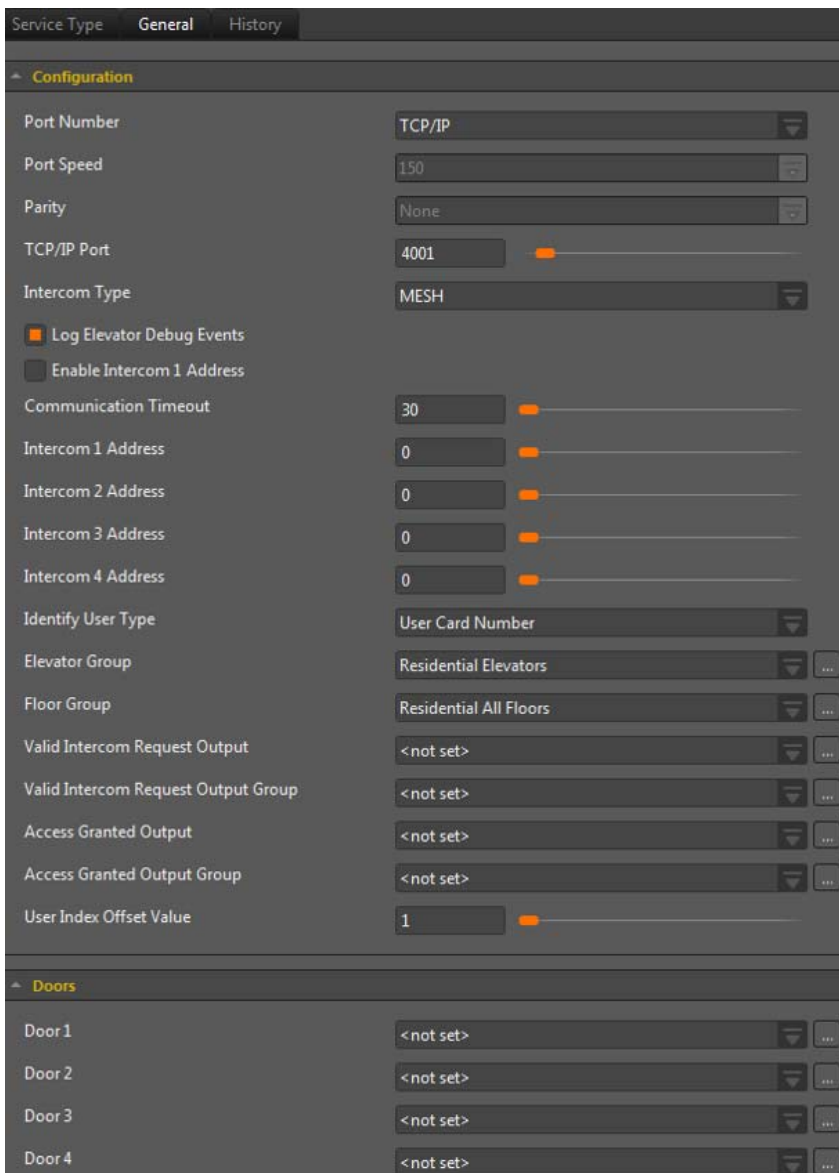 Service Type General History
Configuration
Port Number TCP/IP
Port Speed 150
Parity None
TCP/IP Port 4001
Intercom Type MESH
Log Elevator Debug Events
Enable Intercom 1 Address
Communication Timeout 30
Intercom 1 Address 0
Intercom 2 Address 0
Intercom 3 Address 0
Intercom 4 Address 0
Identify User Type User Card Number
Elevator Group Residential Elevators ...
Floor Group Residential All Floors ...
Valid Intercom Request Output <not set> ...
Valid Intercom Request Output Group <not set> ...
Access Granted Output <not set> ...
Access Granted Output Group <not set> ...
User Index Offset Value 1
Doors
Door 1 <not set> ...
Door 2 <not set> ...
Door 3 <not set> ...
Door 4 <not set> ...